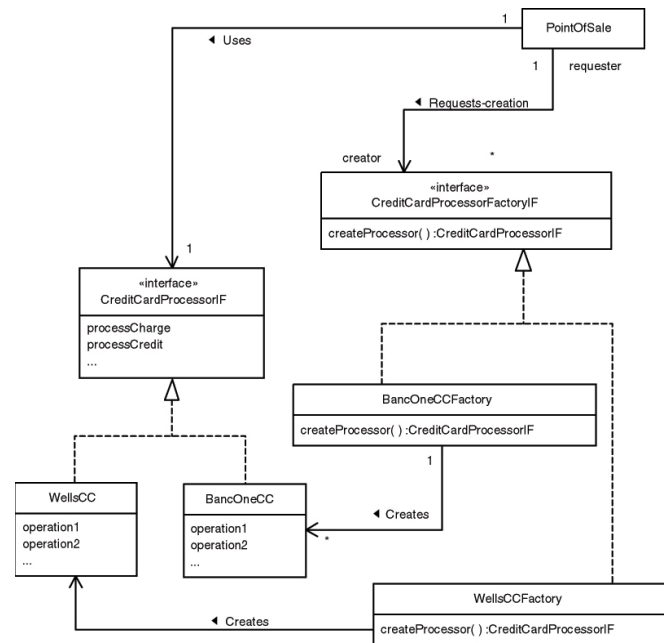 1
PointOfSale
◄ Uses
1
requester
◄ Requests-creation
creator
*
«interface»
CreditCardProcessorFactoryIF
createProcessor( ) :CreditCardProcessorIF
1
«interface»
CreditCardProcessorIF
processCharge
processCredit
...
BancOneCCFactory
createProcessor( ) :CreditCardProcessorIF
1
WellsCC
operation1
operation2
...
BancOneCC
operation1
operation2
...
◄ Creates
*
WellsCCFactory
createProcessor( ) :CreditCardProcessorIF
◄ Creates